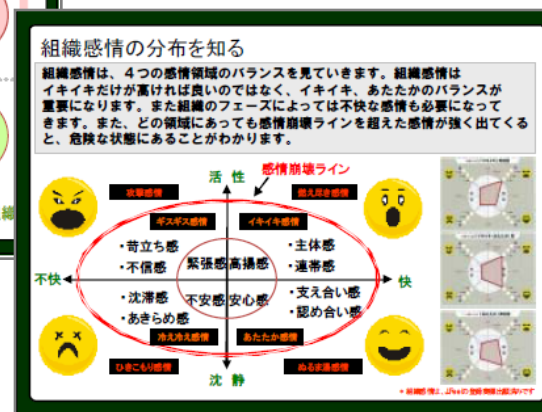 組織感情の分布を知る
組織感情は、４つの感情領域のバランスを見ていきます。組織感情は
イキイキだけが高ければ良いのではなく、イキイキ、あたたかのバランスが
重要になります。また組織のフェーズによっては不快な感情も必要になって
きます。また、どの領域にあっても感情崩壊ラインを超えた感情が強く出てくる
と、危険な状態にあることがわかります。
感情崩壊ライン
活 性
攻撃感情
燃え尽き感情
ギスギス感情
イキイキ感情
・苛立ち感
・不信感
緊張感
高揚感
・主体感
・連帯感
不快
快
・沈滞感
・あきらめ感
不安感
安心感
・支え合い感
・認め合い感
冷え冷え感情
あたたか感情
ひきこもり感情
ぬるま湯感情
沈 静
織